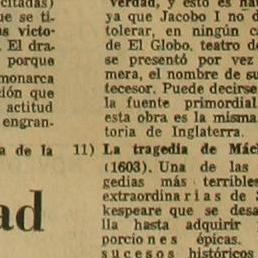 citadas)
que se ti-
as victo-
. El dra-
porque
monarca
ción que
actitud
engran-
a de la
ad
verdad, y esto es
ya que Jacobo I no d
tolerar, en ningún ca
de El Globo, teatro d
se presentó por vez
mera, el nombre de su
tecesor. Puede decirse
la fuente primordial
esta obra es la misma
toria de Inglaterra.
11) La tragedia de Mác
(1603). Una de las
gedias más terribles
extraordinarias de S
kespeare que se desa
lla hasta adquirir
porciones épicas.
sucesos históricos